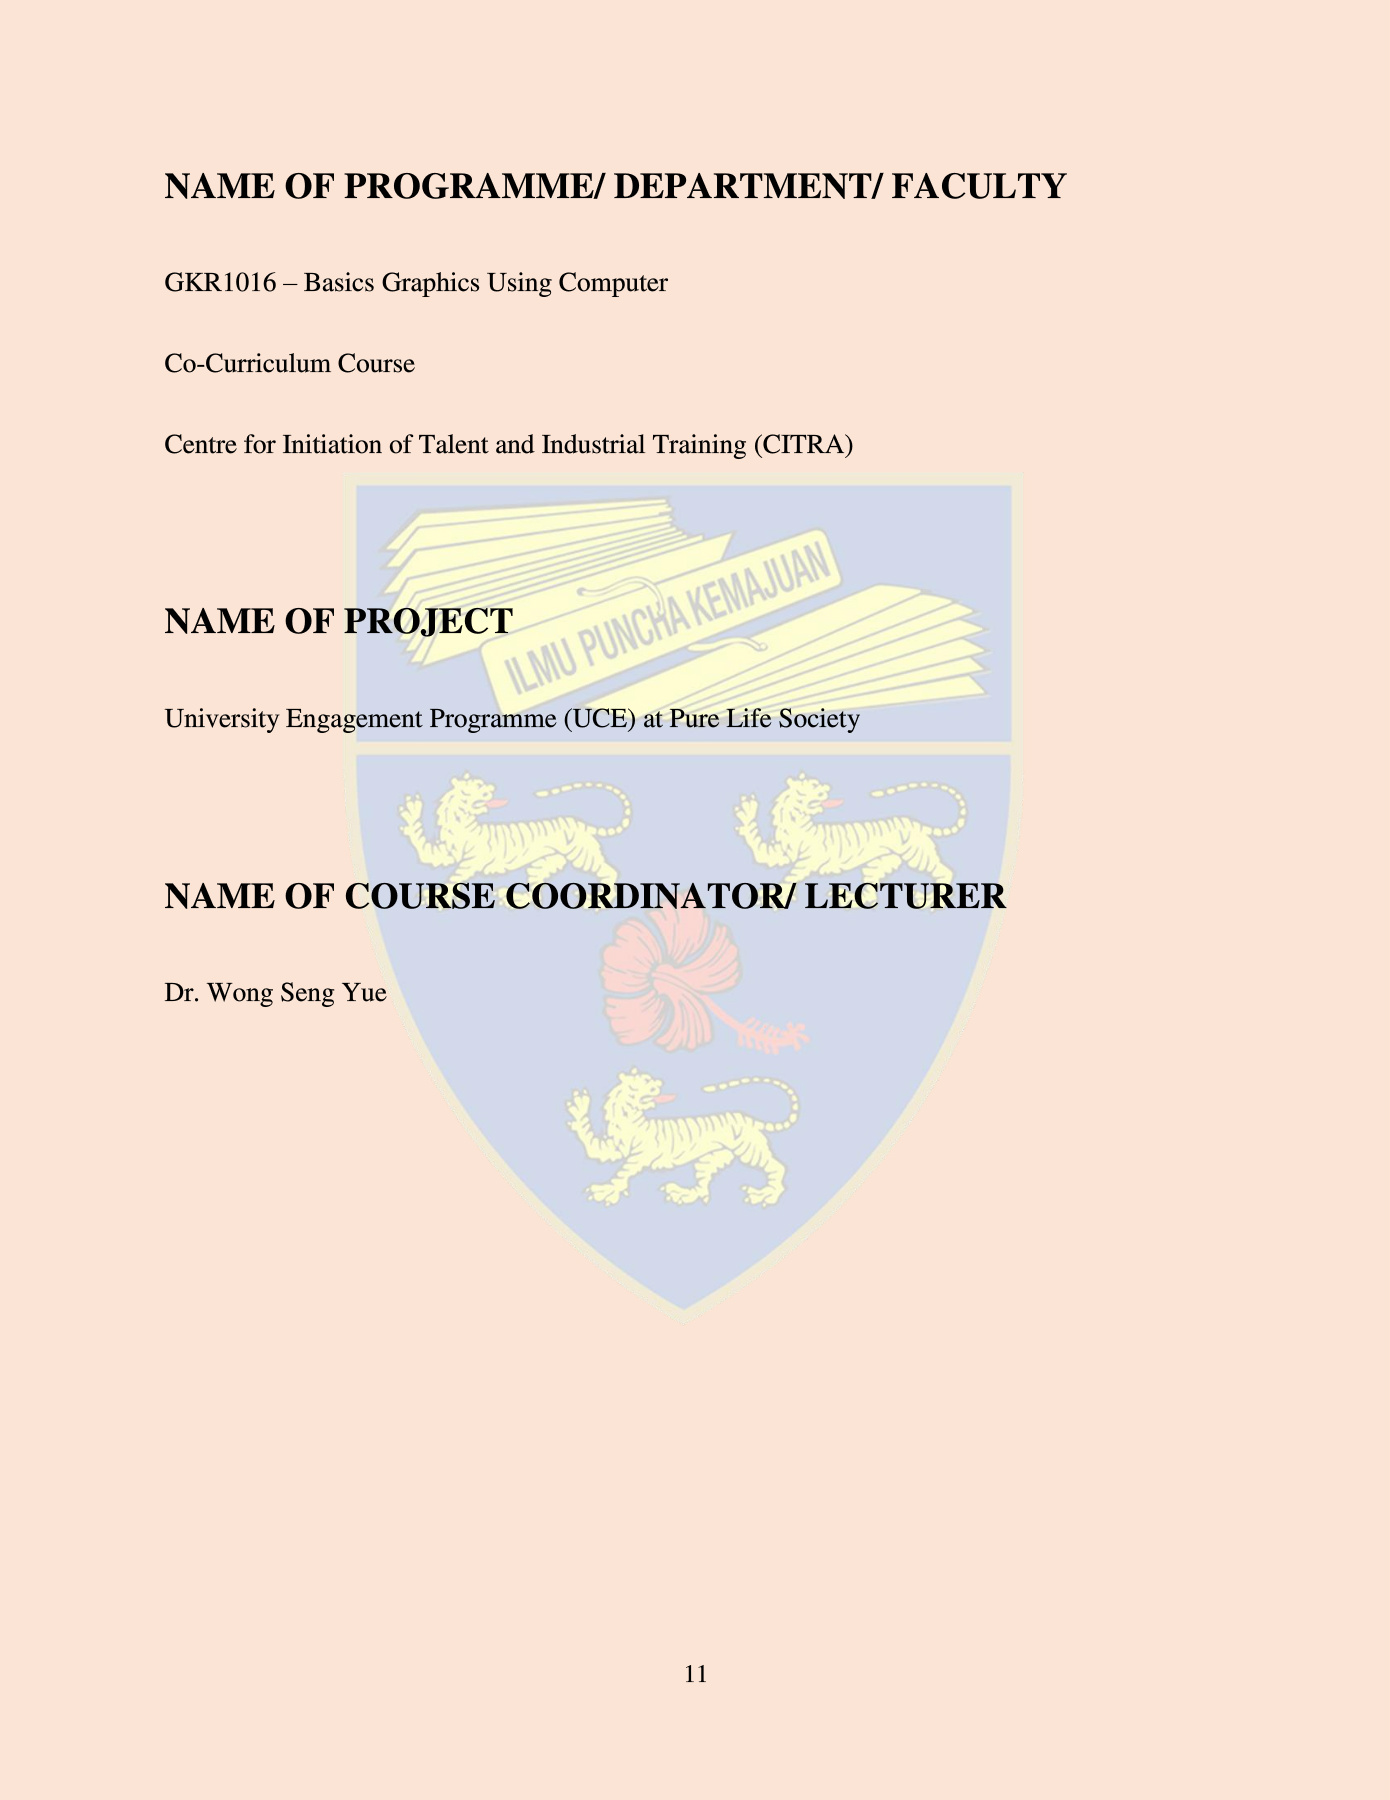 NAME OF PROGRAMME/ DEPARTMENT/ FACULTY
GKR1016 – Basics Graphics Using Computer
Co-Curriculum Course
Centre for Initiation of Talent and Industrial Training (CITRA)
ILMU PUNCHA KEMAJUAN
NAME OF PROJECT
University Engagement Programme (UCE) at Pure Life Society
NAME OF COURSE COORDINATOR/ LECTURER
Dr. Wong Seng Yue
11